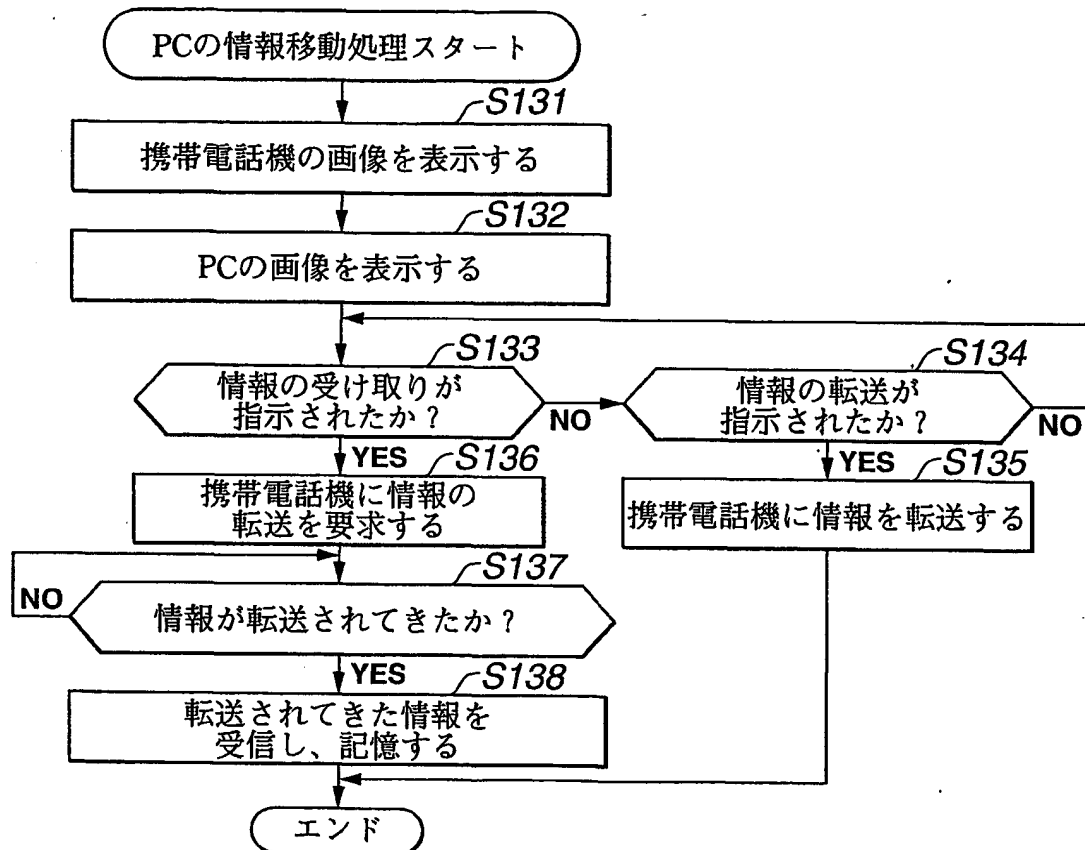 PCの情報移動処理スタート
S131
携帯電話機の画像を表示する
S132
PCの画像を表示する
S133
情報の受け取りが
指示されたか?
NO
S134
情報の転送が
指示されたか?
NO
YES
S136
携帯電話機に情報の
転送を要求する
YES
S135
携帯電話機に情報を転送する
S137
NO
情報が転送されてきたか?
YES
S138
転送されてきた情報を
受信し、記憶する
エンド